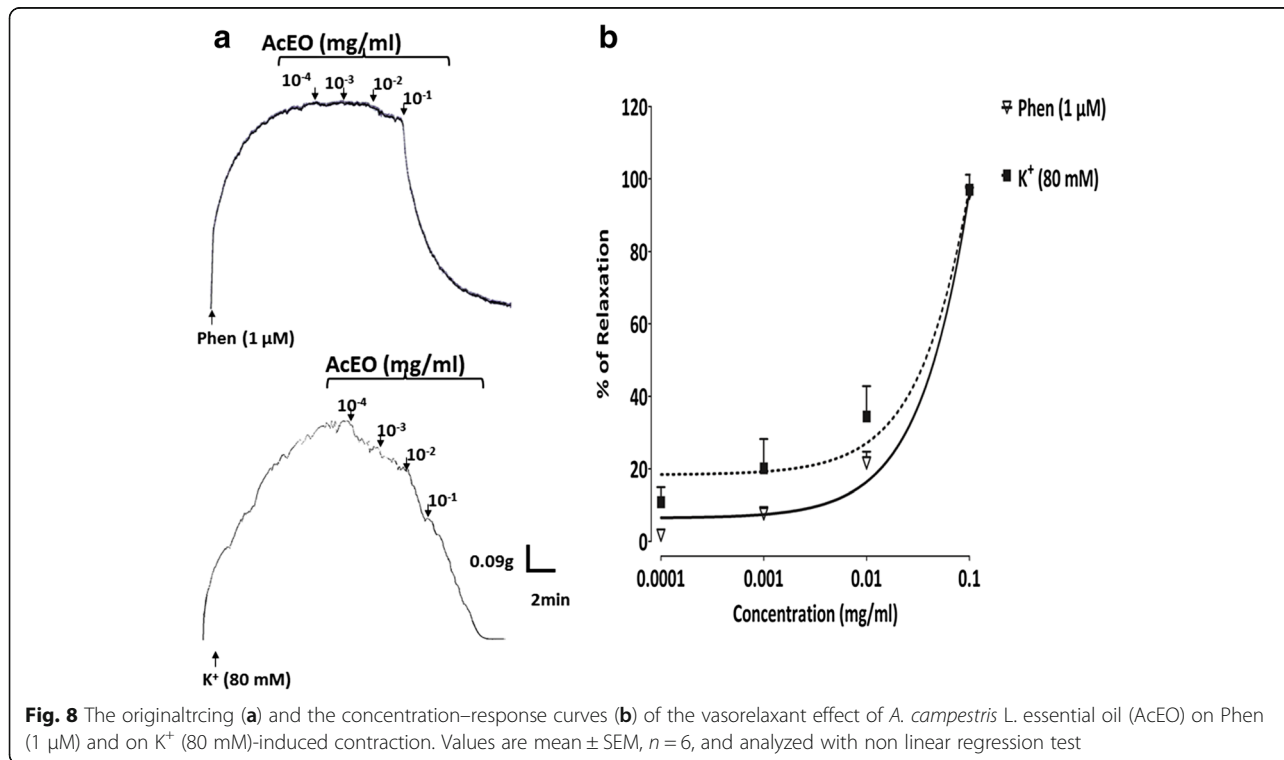 a
AcEO (mg/ml)
10⁻⁴ 10⁻³ 10⁻² 10⁻¹
Phen (1 µM)
AcEO (mg/ml)
10⁻⁴
10⁻³
10⁻²
10⁻¹
0.09g
2min
K⁺ (80 mM)
b
% of Relaxation
120
100
80
60
40
20
0
0.0001 0.001 0.01 0.1
Concentration (mg/ml)
Phen (1 µM)
K⁺ (80 mM)
Fig. 8 The originaltrcing (a) and the concentration–response curves (b) of the vasorelaxant effect of A. campestris L. essential oil (AcEO) on Phen
(1 µM) and on K⁺ (80 mM)-induced contraction. Values are mean ± SEM, n = 6, and analyzed with non linear regression test